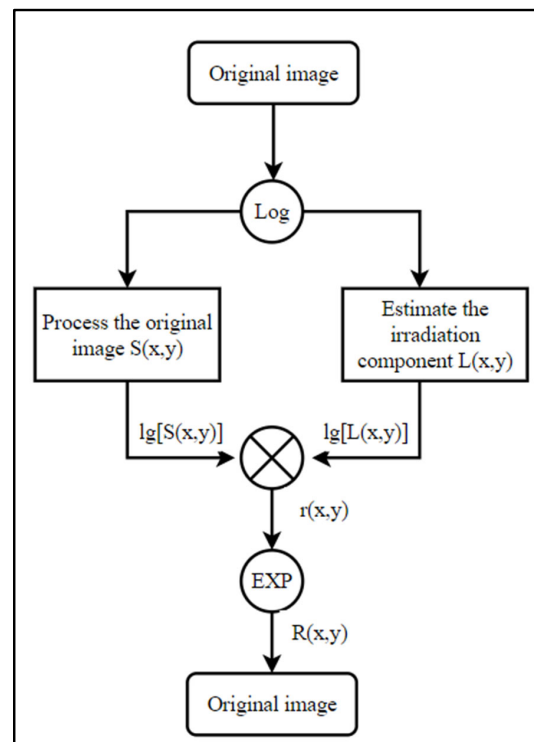 Original image
Log
Process the original
image S(x,y)
Estimate the
irradiation
component L(x,y)
lg[S(x,y)]
lg[L(x,y)]
r(x,y)
EXP
R(x,y)
Original image